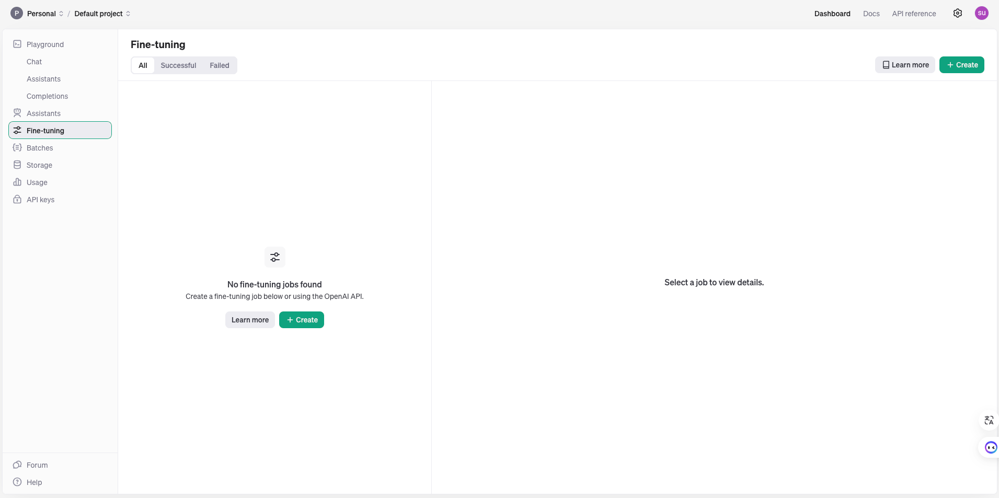 P Personal / Default project
Dashboard Docs API reference SU
Playground
Chat
Assistants
Completions
Assistants
Fine-tuning
Batches
Storage
Usage
API keys
Forum
Help
Fine-tuning
All Successful Failed
Learn more + Create
No fine-tuning jobs found
Create a fine-tuning job below or using the OpenAI API.
Learn more + Create
Select a job to view details.